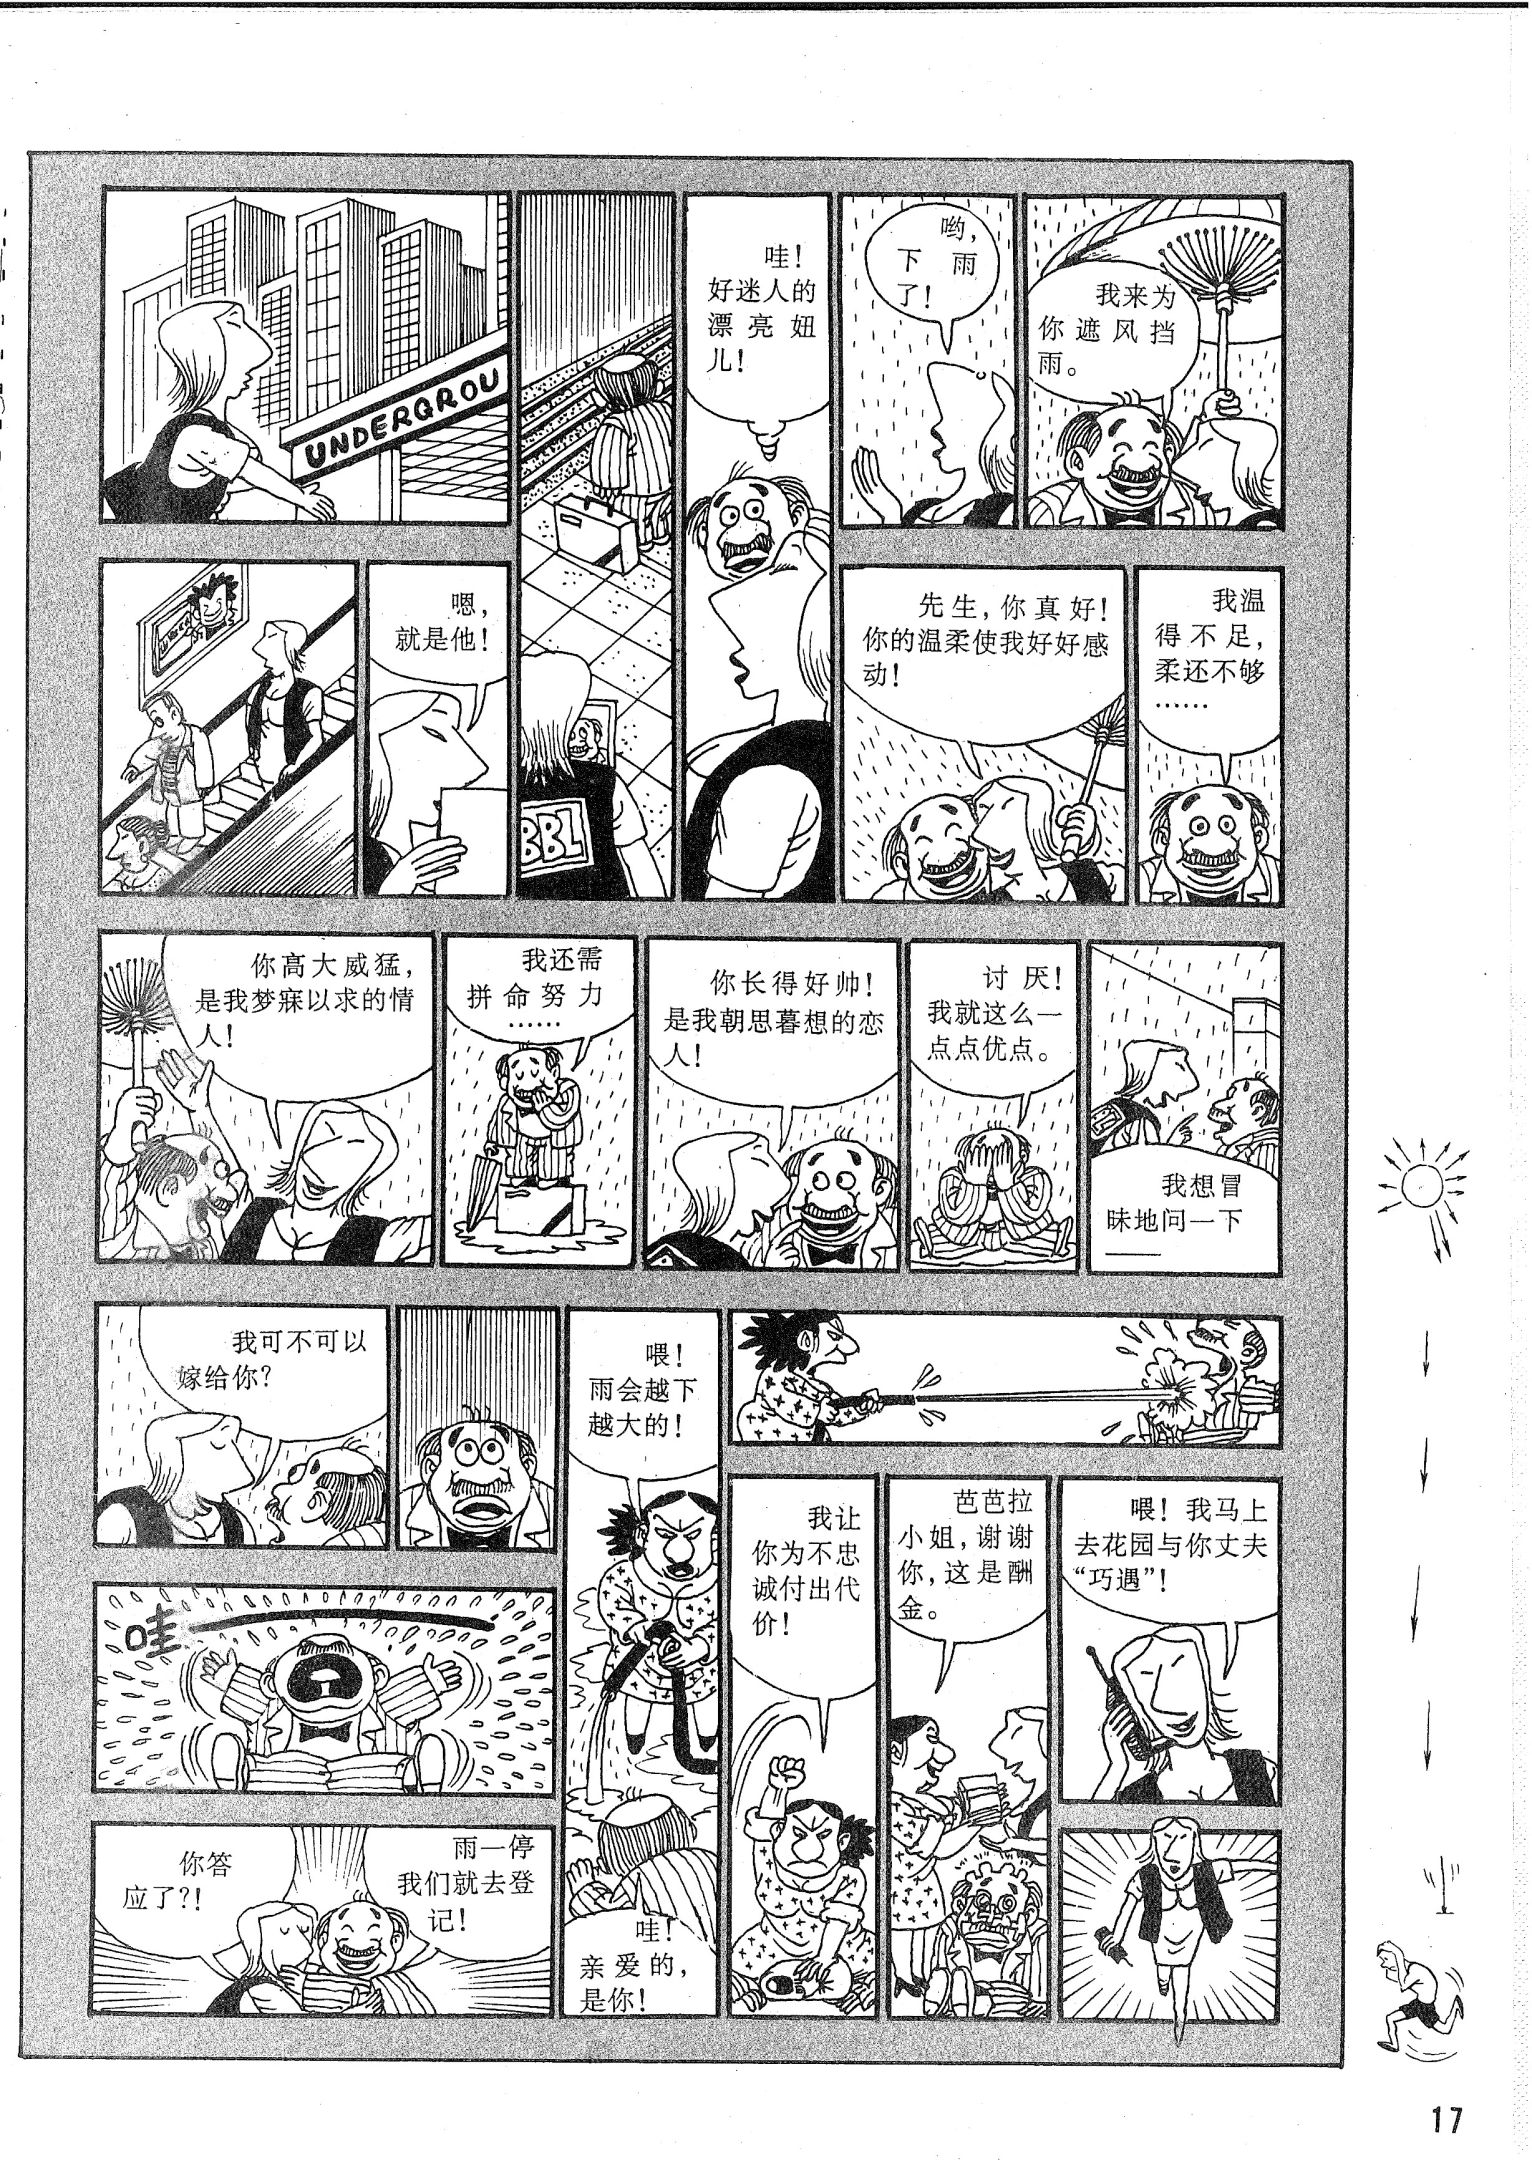 UNDERGROU
嗯，
就是他！
BBL
哇！
好迷人的
漂亮妞
儿！
哟，
下雨
了！
我来为
你遮风挡
雨。
先生，你真好！
你的温柔使我好好感
动！
我温
得不足，
柔还不够
……
你高大威猛，
是我梦寐以求的情
人！
我还需
拼命努力
……
你长得好帅！
是我朝思暮想的恋
人！
讨厌！
我就这么一
点点优点。
我想冒
昧地问一下
——
我可不可以
嫁给你？
哇
你答
应了？！
雨一停
我们就去登
记！
喂！
雨会越下
越大的！
哇！
亲爱的，
是你！
我让
你为不忠
诚付出代
价！
芭芭拉
小姐，谢谢
你，这是酬
金。
喂！我马上
去花园与你丈夫
“巧遇”！
17